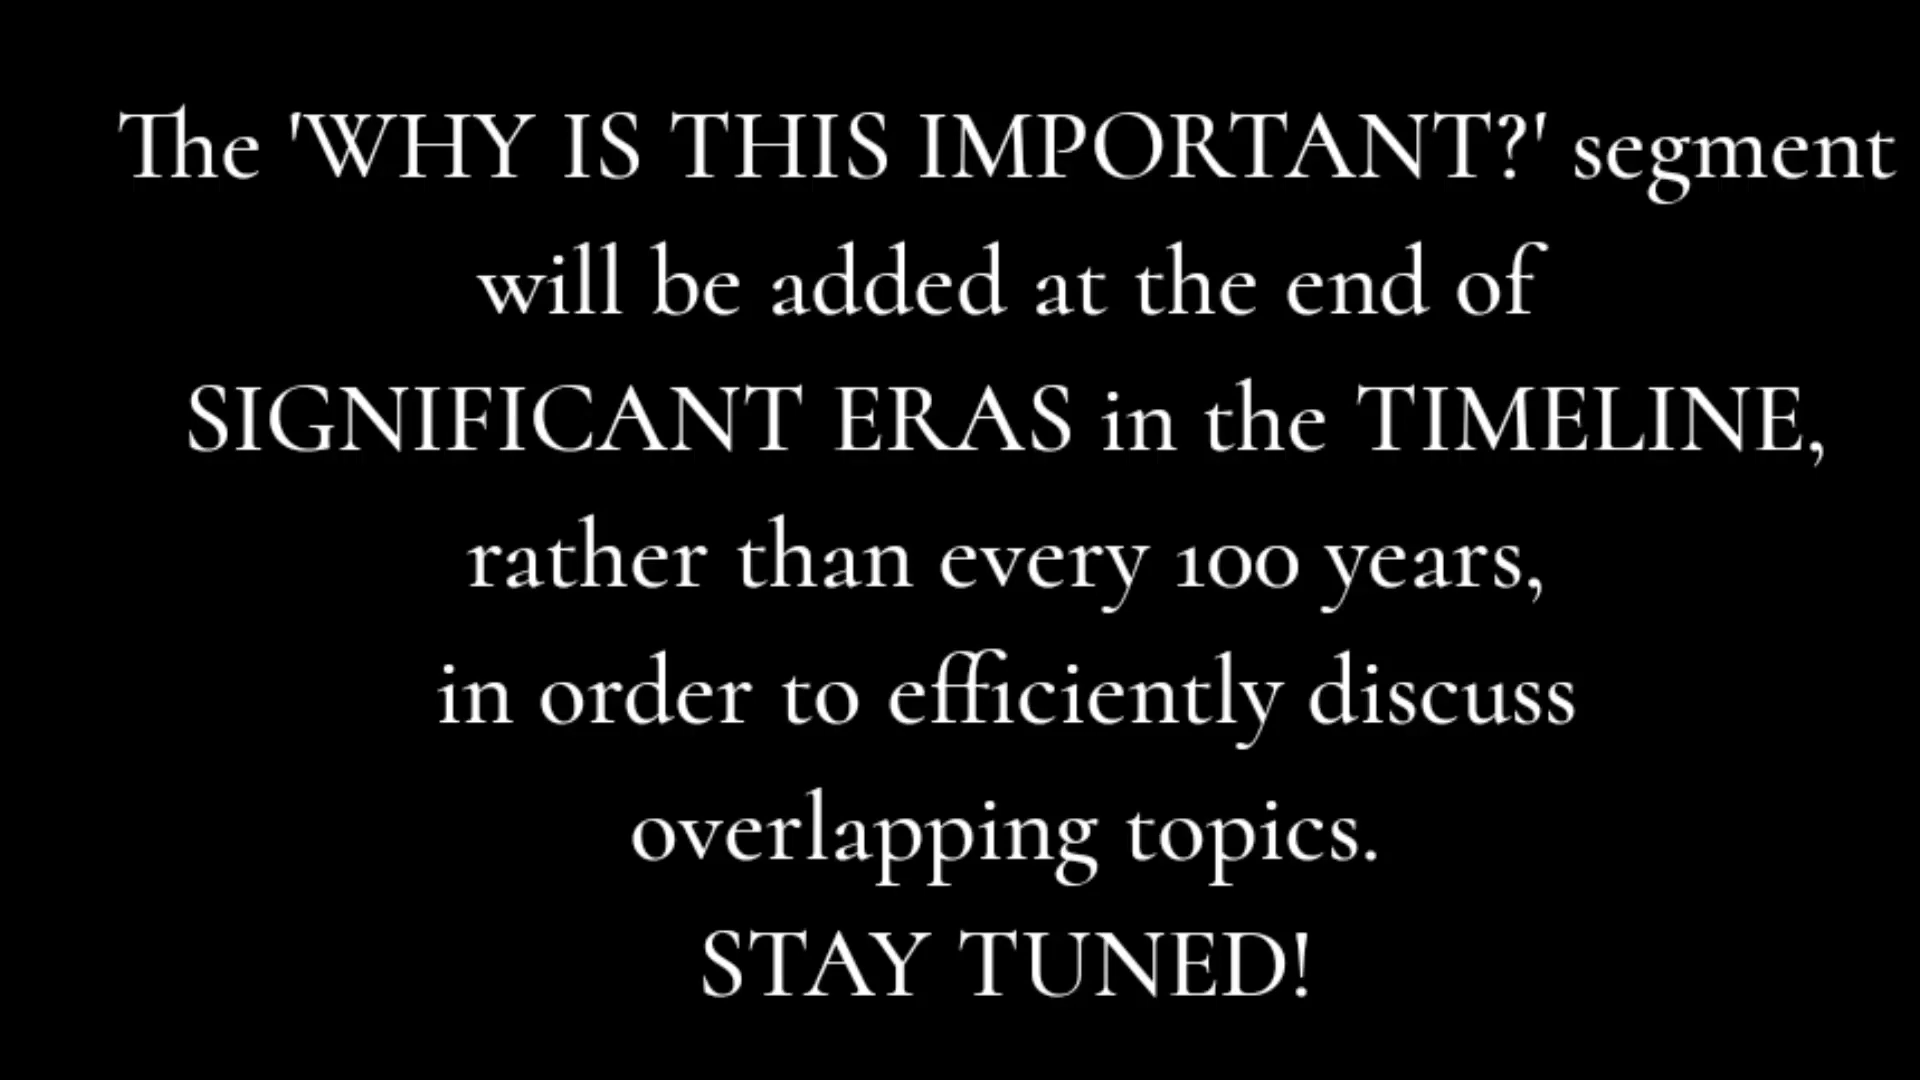 The 'WHY IS THIS IMPORTANT?' segment
will be added at the end of
SIGNIFICANT ERAS in the TIMELINE,
rather than every 100 years,
in order to efficiently discuss
overlapping topics.
STAY TUNED!